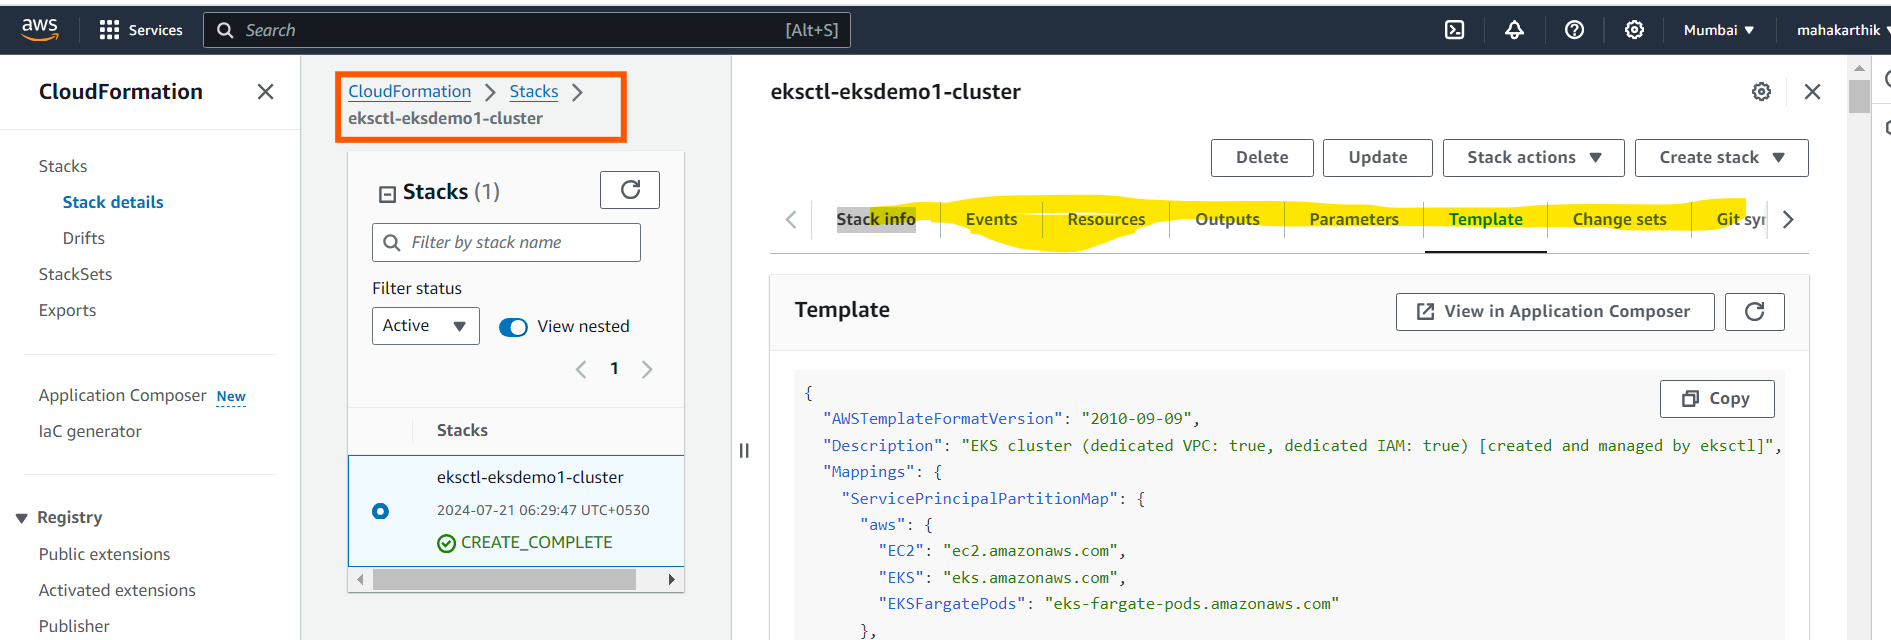 aws
Services
Search [Alt+S]
Mumbai
mahakarthik
CloudFormation
Stacks
Stack details
Drifts
StackSets
Exports
Application Composer New
IaC generator
Registry
Public extensions
Activated extensions
Publisher
CloudFormation > Stacks >
eksctl-eksdemo1-cluster
Stacks (1)
Filter by stack name
Filter status
Active
View nested
1
Stacks
eksctl-eksdemo1-cluster
2024-07-21 06:29:47 UTC+0530
CREATE_COMPLETE
eksctl-eksdemo1-cluster
Delete Update Stack actions Create stack
Stack info Events Resources Outputs Parameters Template Change sets Git syn
Template
View in Application Composer
Copy
{
"AWSTemplateFormatVersion": "2010-09-09",
"Description": "EKS cluster (dedicated VPC: true, dedicated IAM: true) [created and managed by eksctl]",
"Mappings": {
"ServicePrincipalPartitionMap": {
"aws": {
"EC2": "ec2.amazonaws.com",
"EKS": "eks.amazonaws.com",
"EKSFargatePods": "eks-fargate-pods.amazonaws.com"
},